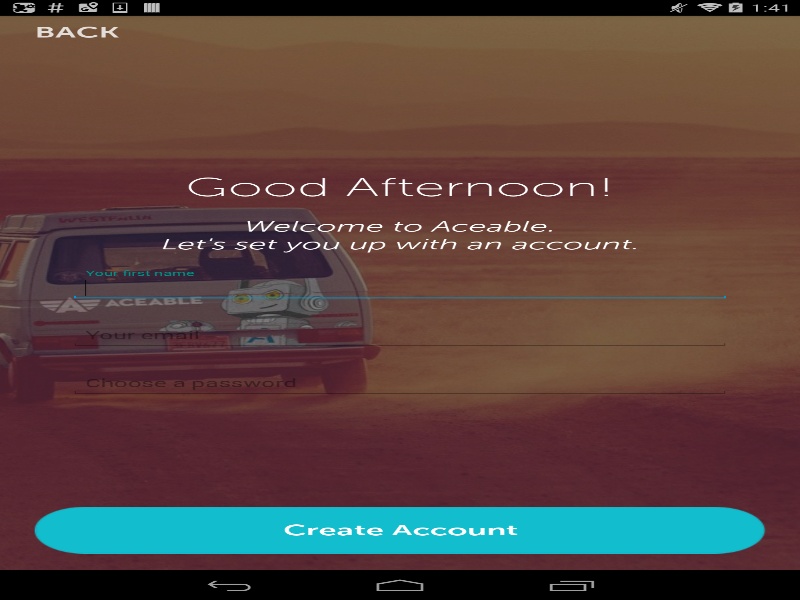 1:41
BACK
Good Afternoon!
Welcome to Aceable.
Let's set you up with an account.
WESTFALIA
Your first name
ACEABLE
Your email
Choose a password
Create Account